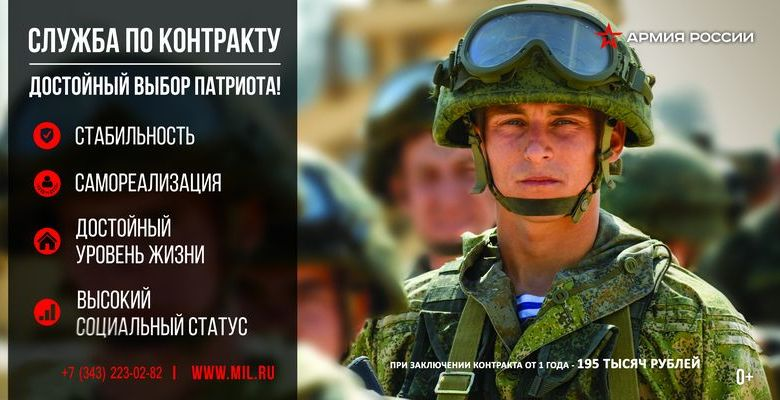 СЛУЖБА ПО КОНТРАКТУ
ДОСТОЙНЫЙ ВЫБОР ПАТРИОТА!
СТАБИЛЬНОСТЬ
САМОРЕАЛИЗАЦИЯ
ДОСТОЙНЫЙ
УРОВЕНЬ ЖИЗНИ
ВЫСОКИЙ
СОЦИАЛЬНЫЙ СТАТУС
+7 (343) 223-02-82 | WWW.MIL.RU
АРМИЯ РОССИИ
ПРИ ЗАКЛЮЧЕНИИ КОНТРАКТА ОТ 1 ГОДА - 195 ТЫСЯЧ РУБЛЕЙ
0+